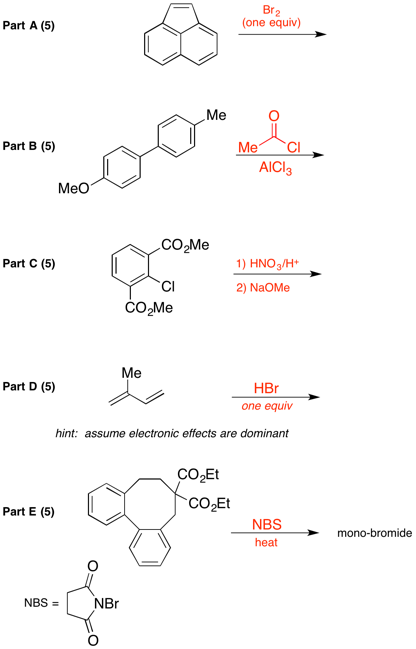 Part A (5)
Br2
(one equiv)
Part B (5)
Me
MeO
O
Me
Cl
AlCl3
Part C (5)
CO2Me
Cl
CO2Me
1) HNO3/H+
2) NaOMe
Part D (5)
Me
HBr
one equiv
hint: assume electronic effects are dominant
Part E (5)
CO2Et
CO2Et
NBS
heat
mono-bromide
O
NBS =
NBr
O